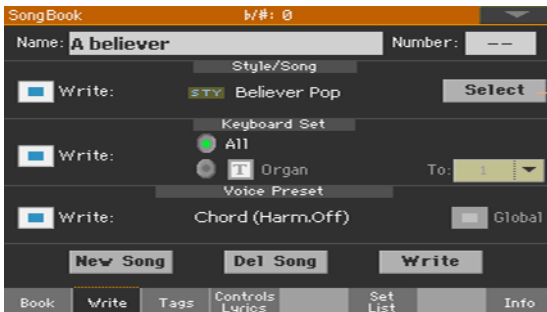 SongBook ♭/#: 0
Name: A believer Number: ---
Style/Song
Write: STY Believer Pop Select
Keyboard Set
All
Write:
T Organ To: 1
Voice Preset
Write: Chord (Harm.Off) Global
New Song Del Song Write
Book Write Tags Controls Lyrics Set List Info